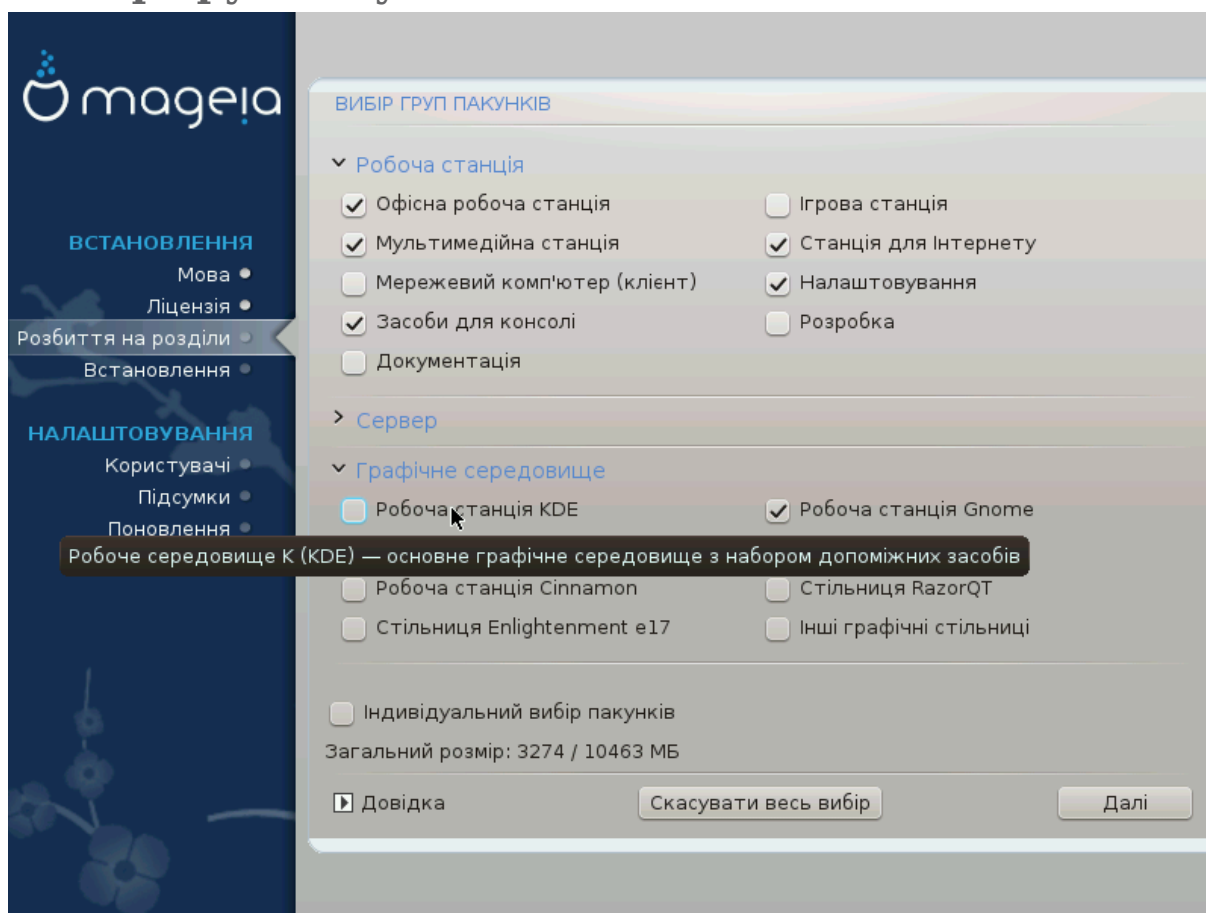 mageia
ВИБІР ГРУП ПАКУНКІВ
Робоча станція
Офісна робоча станція
Ігрова станція
Мультимедійна станція
Станція для Інтернету
Мережевий комп'ютер (клієнт)
Налаштовування
Засоби для консолі
Розробка
Документація
Сервер
Графічне середовище
Робоча станція KDE
Робоча станція Gnome
Робоче середовище K (KDE) — основне графічне середовище з набором допоміжних засобів
Робоча станція Cinnamon
Стільниця RazorQT
Стільниця Enlightenment e17
Інші графічні стільниці
Індивідуальний вибір пакунків
Загальний розмір: 3274 / 10463 МБ
Довідка
Скасувати весь вибір
Далі
ВСТАНОВЛЕННЯ
Мова
Ліцензія
Розбиття на розділи
Встановлення
НАЛАШТОВУВАННЯ
Користувачі
Підсумки
Поновлення